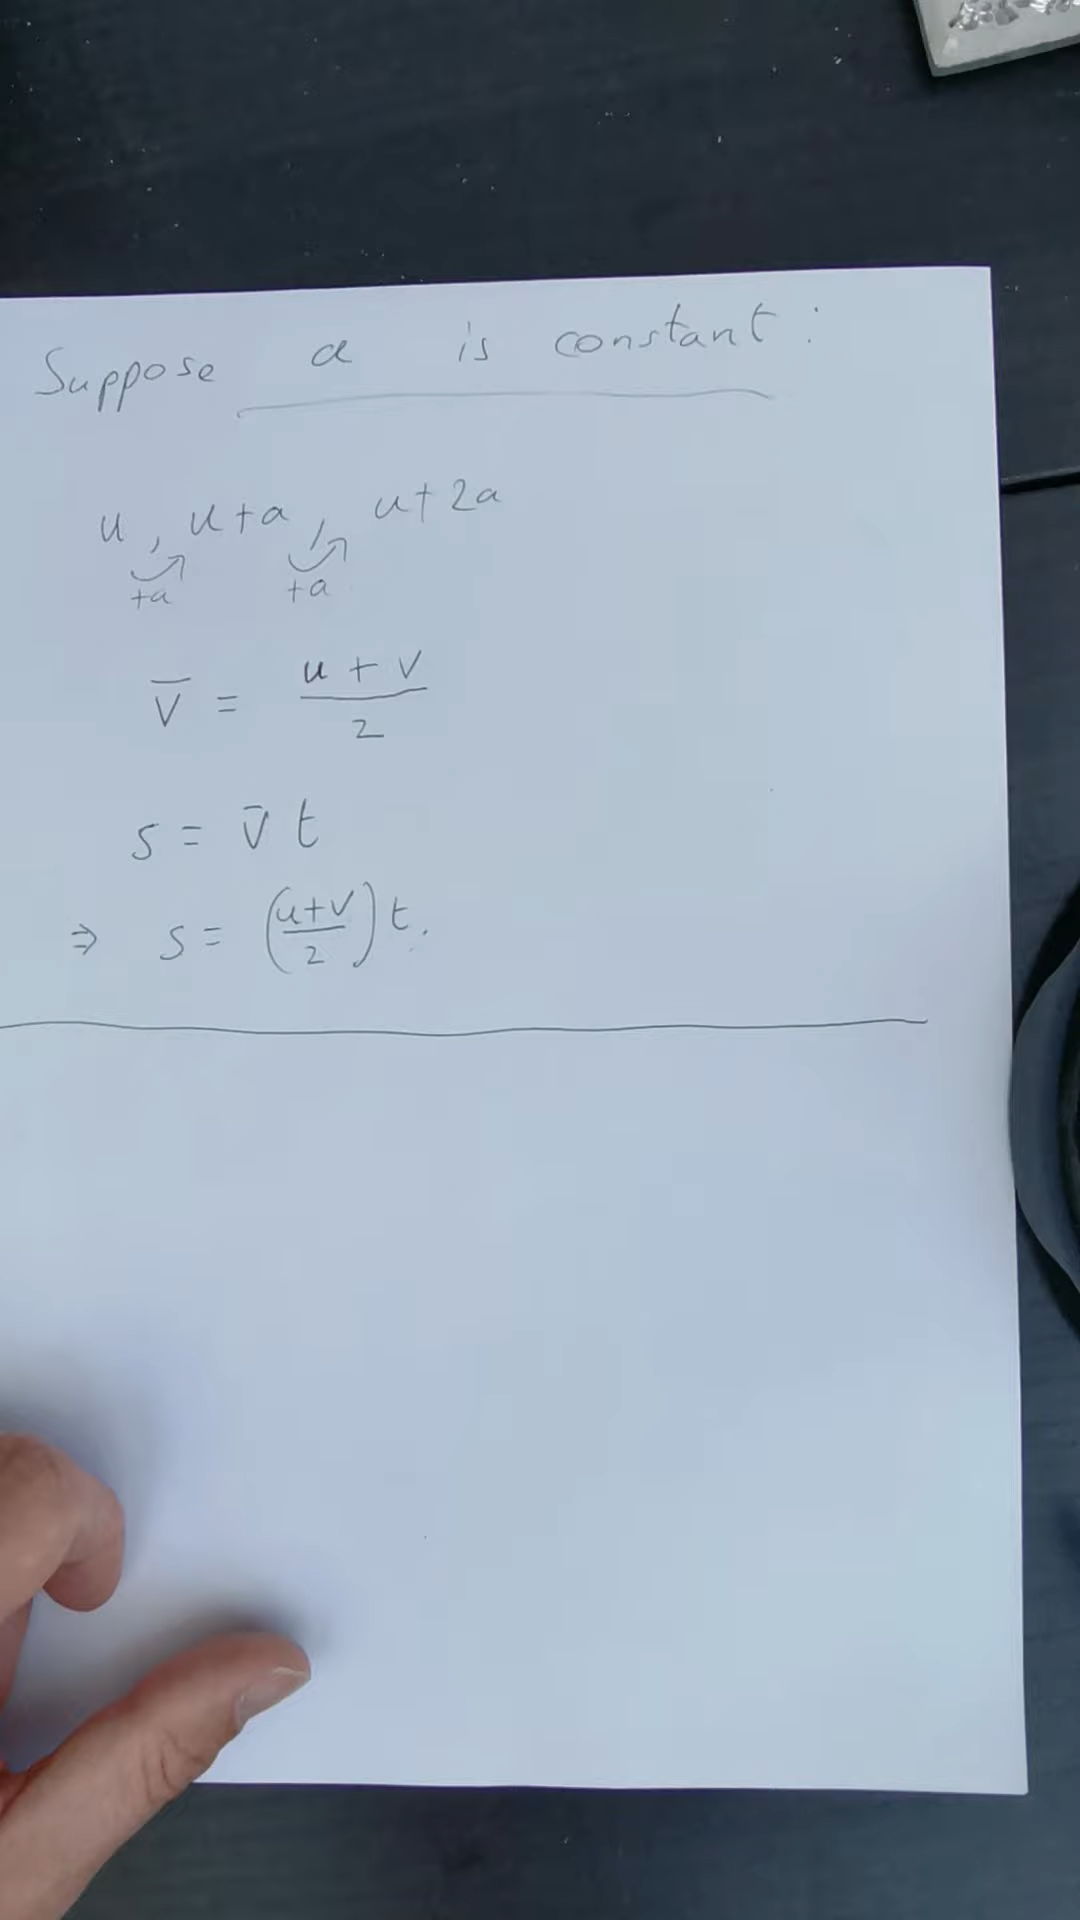 Suppose a is constant:
u, u+a, u+2a
+a +a
v̄ = u + v / 2
s = v̄ t
⇒ s = (u+v / 2) t.